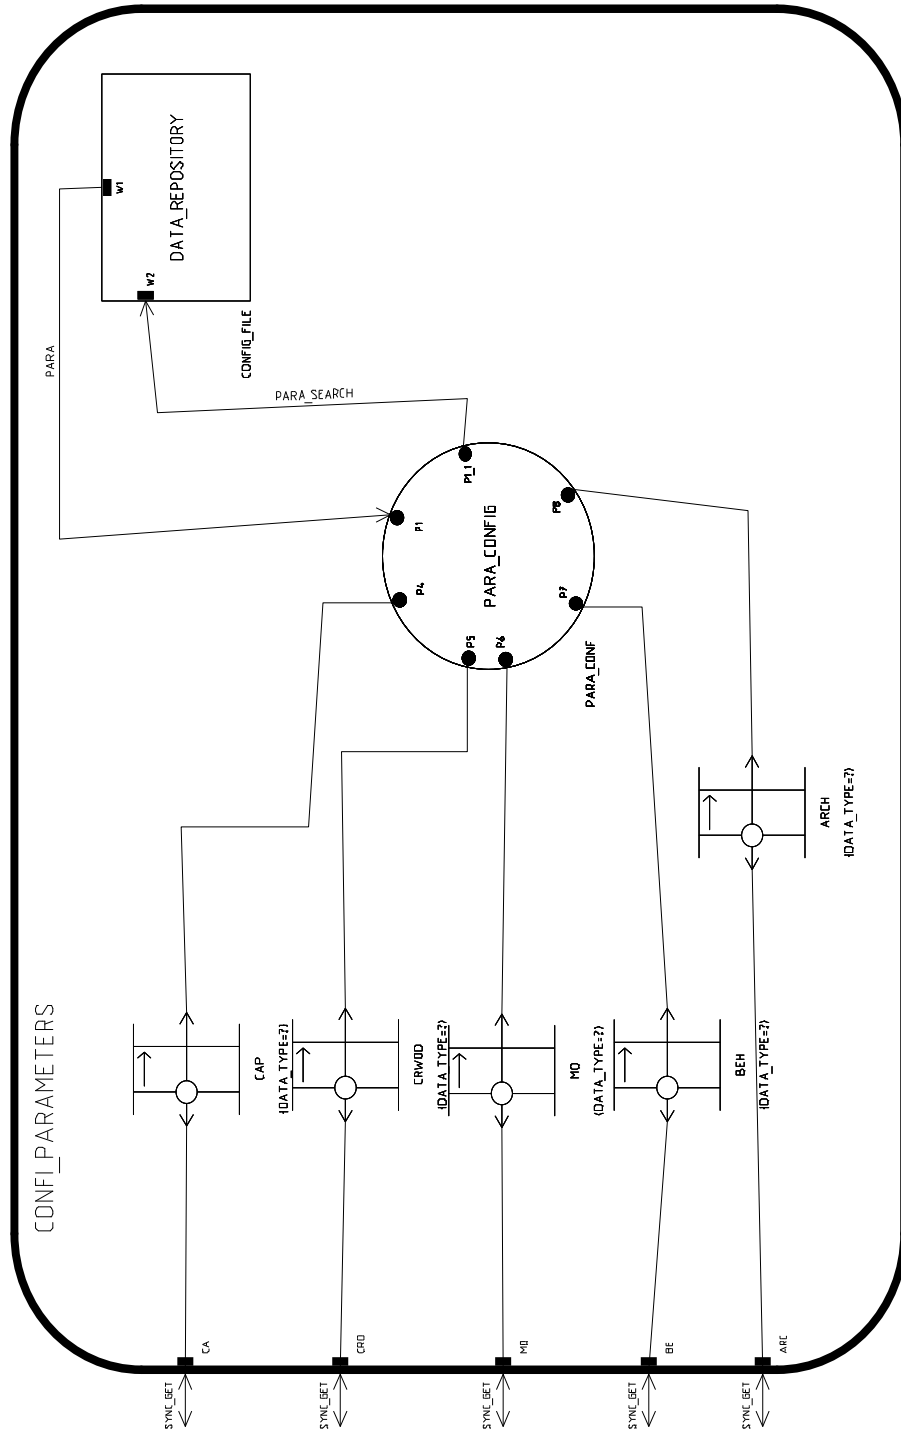 CONFI_PARAMETERS
DATA_REPOSITORY
W1
W2
CONFIG_FILE
PARA
PARA_SEARCH
P1_1
P1
P8
PARA_CONFIG
P4
P7
P5
P6
PARA_CONF
ARCH
(DATA_TYPE=?)
CAP
(DATA_TYPE=?)
CRWOD
(DATA_TYPE=?)
MO
(DATA_TYPE=?)
BEH
(DATA_TYPE=?)
CA
CRO
MO
BE
ARC
SYNC_GET
SYNC_GET
SYNC_GET
SYNC_GET
SYNC_GET